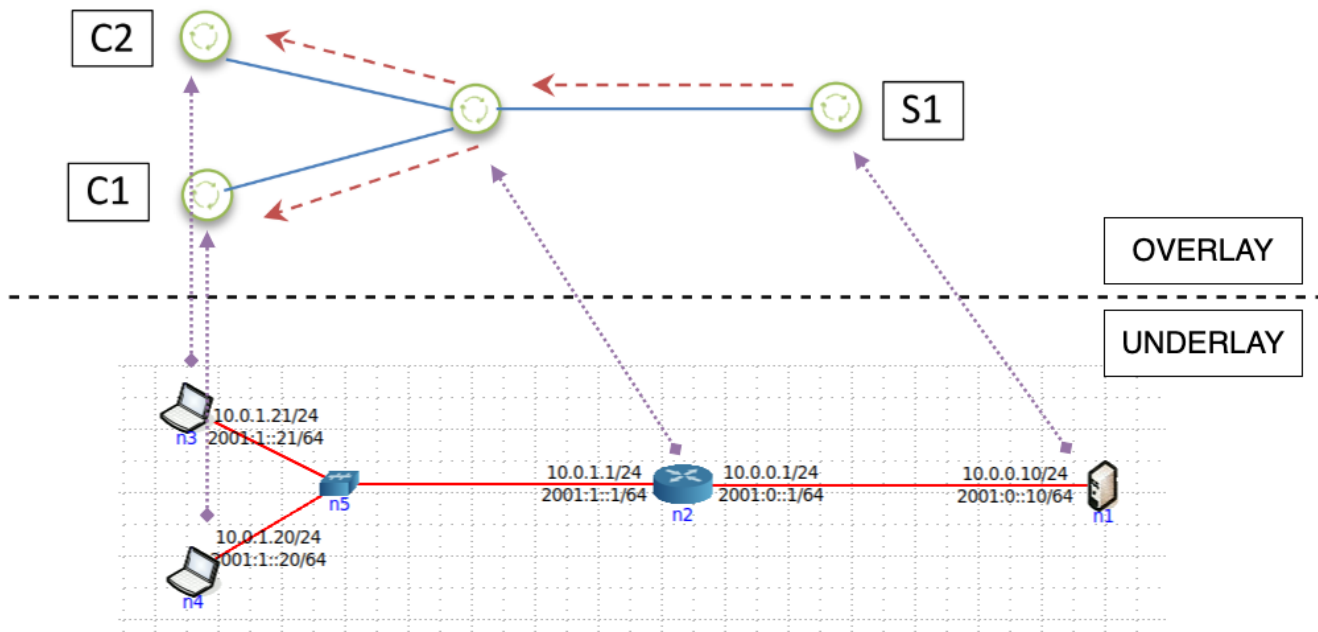 C2
S1
C1
OVERLAY
UNDERLAY
10.0.1.21/24
n3 2001:1::21/64
10.0.1.1/24
2001:1::1/64
10.0.0.1/24
2001:0::1/64
10.0.0.10/24
2001:0::10/64
n5
n2
n1
10.0.1.20/24
2001:1::20/64
n4